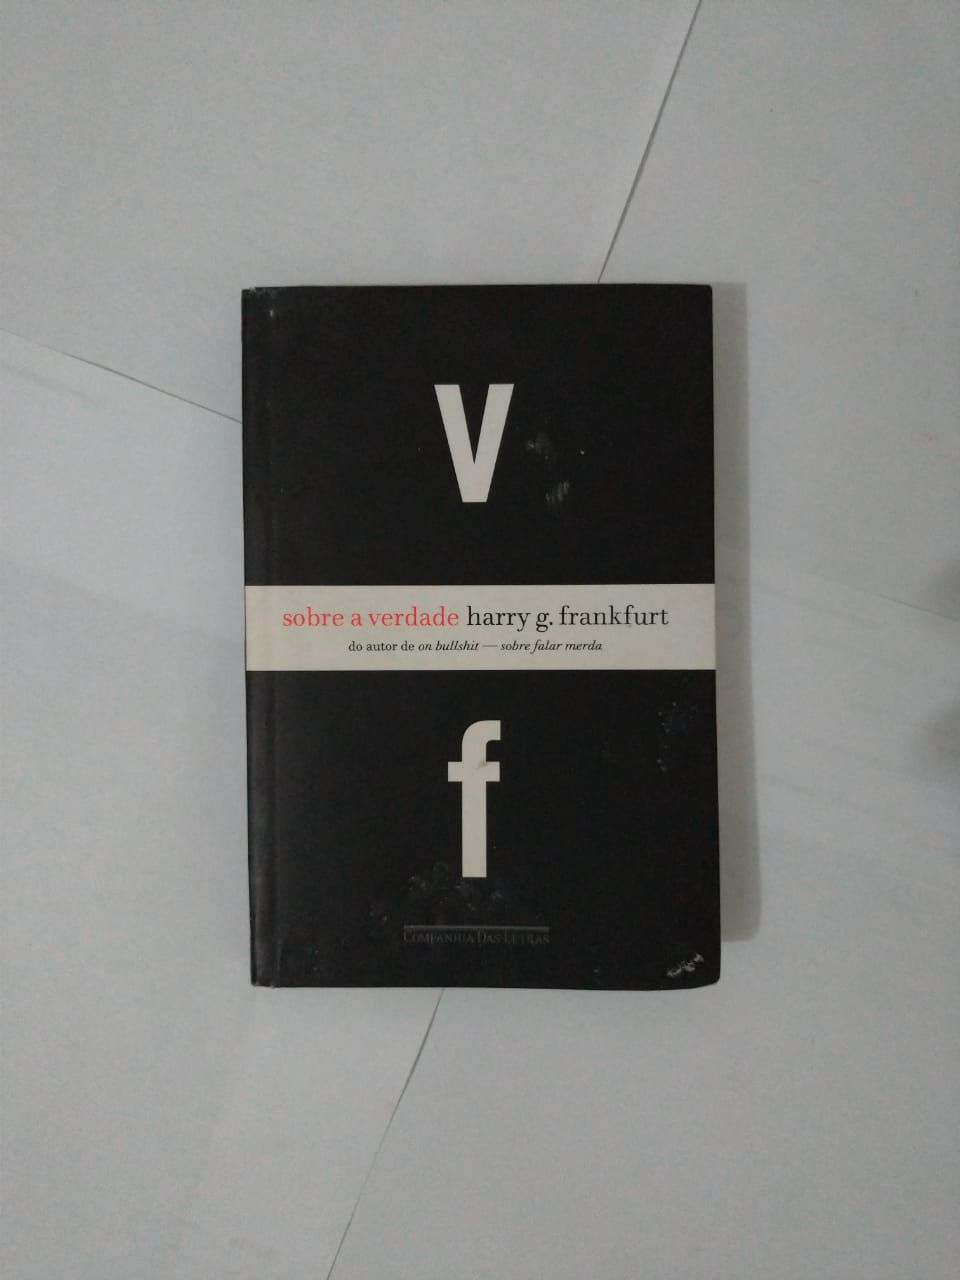 V
sobre a verdade harry g. frankfurt
do autor de on bullshit — sobre falar merda
f
Companhia Das Letras